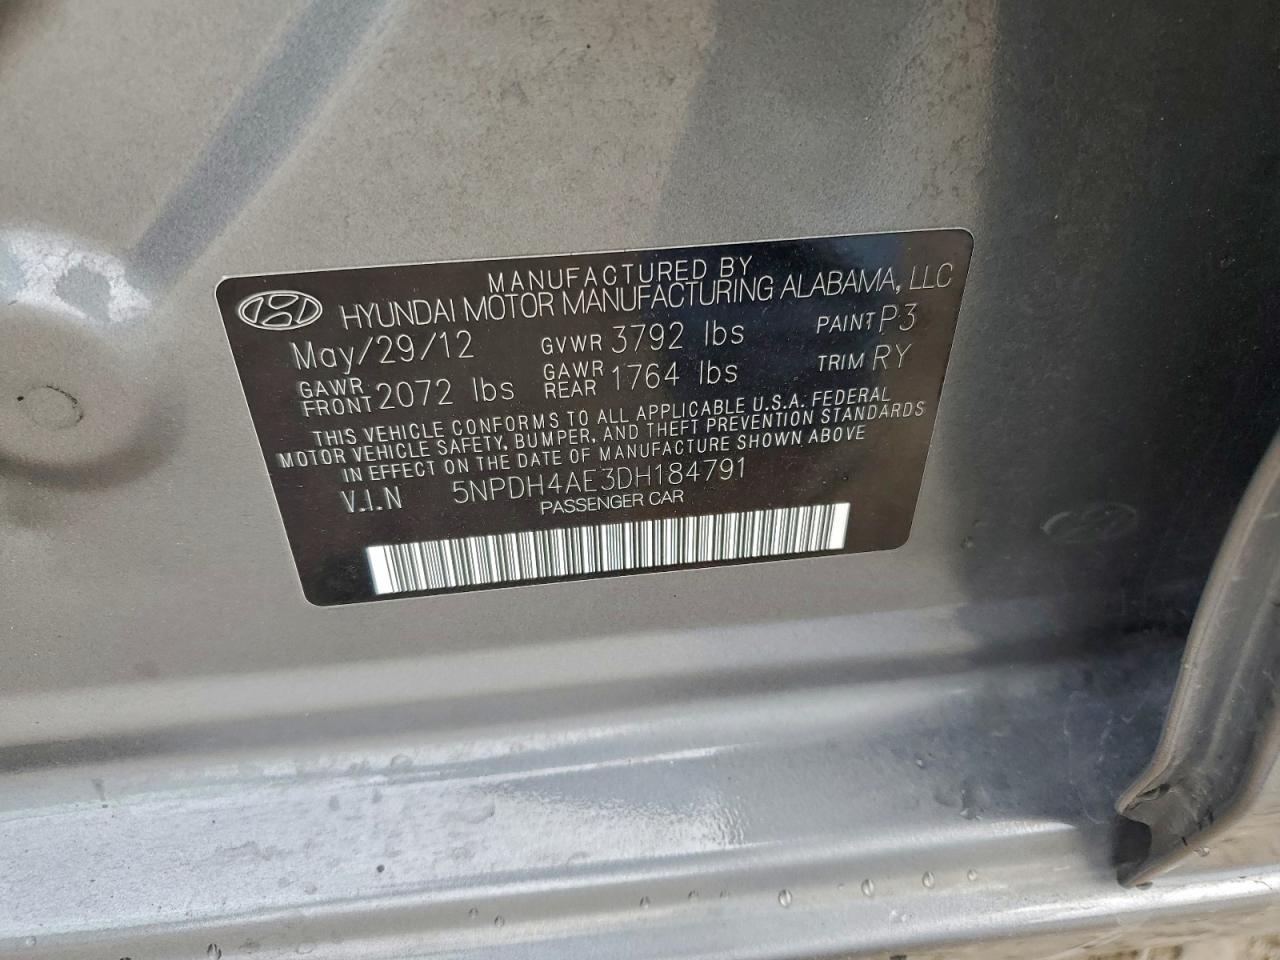 MANUFACTURED BY
HYUNDAI MOTOR MANUFACTURING ALABAMA, LLC
May/29/12 GVWR 3792 lbs PAINT P3
GAWR FRONT 2072 lbs GAWR REAR 1764 lbs TRIM RY
THIS VEHICLE CONFORMS TO ALL APPLICABLE U.S.A. FEDERAL
MOTOR VEHICLE SAFETY, BUMPER, AND THEFT PREVENTION STANDARDS
IN EFFECT ON THE DATE OF MANUFACTURE SHOWN ABOVE
V.I.N 5NPDH4AE3DH184791
PASSENGER CAR